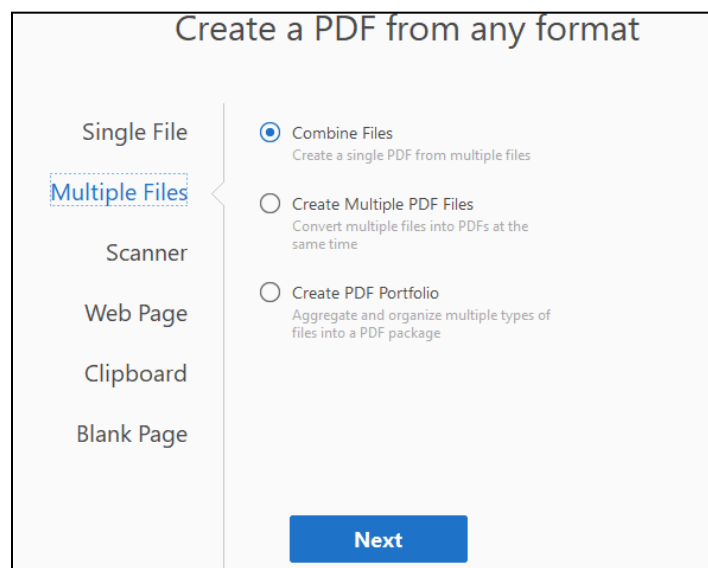 Create a PDF from any format
Single File
Multiple Files
Scanner
Web Page
Clipboard
Blank Page
Combine Files
Create a single PDF from multiple files
Create Multiple PDF Files
Convert multiple files into PDFs at the
same time
Create PDF Portfolio
Aggregate and organize multiple types of
files into a PDF package
Next